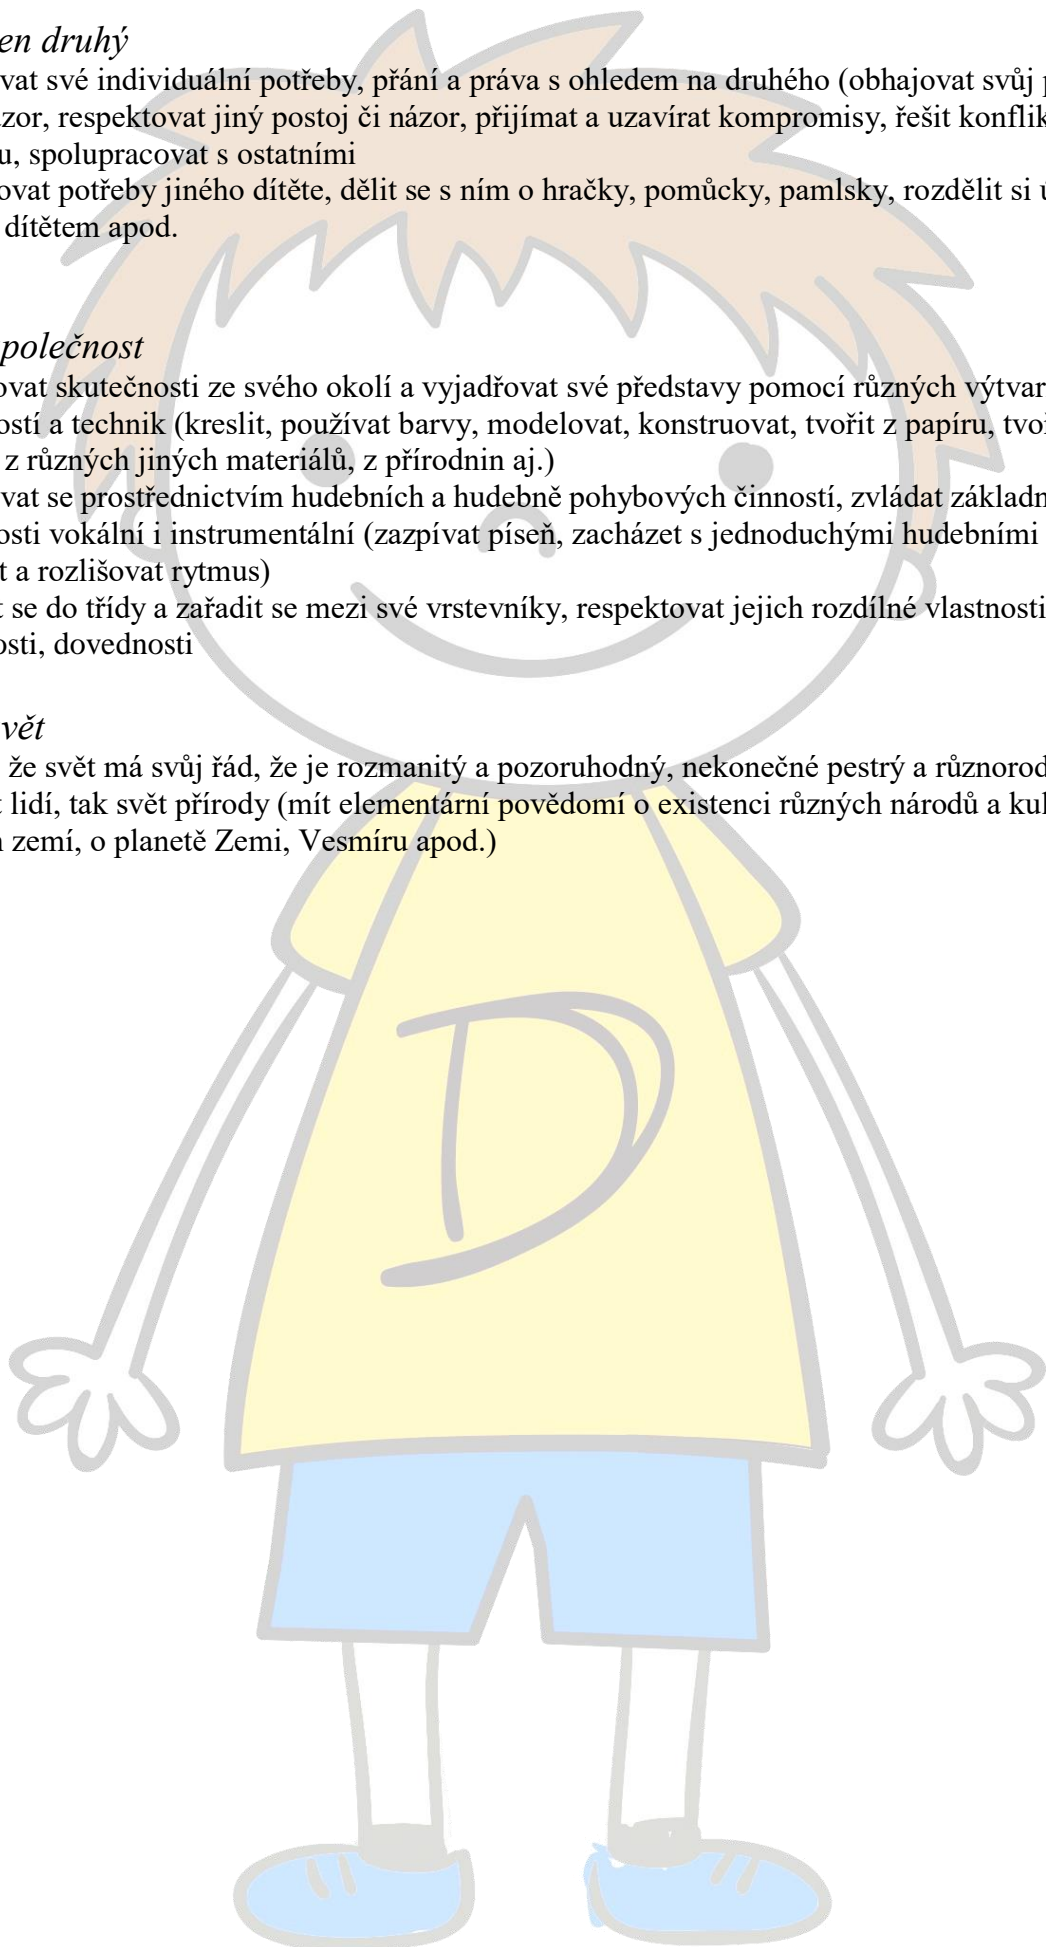 en druhý
vat své individuální potřeby, přání a práva s ohledem na druhého (obhajovat svůj p
zor, respektovat jiný postoj či názor, přijímat a uzavírat kompromisy, řešit konflik
u, spolupracovat s ostatními
ovat potřeby jiného dítěte, dělit se s ním o hračky, pomůcky, pamlsky, rozdělit si ú
dítětem apod.
polečnost
ovat skutečnosti ze svého okolí a vyjadřovat své představy pomocí různých výtvar
ostí a technik (kreslit, používat barvy, modelovat, konstruovat, tvořit z papíru, tvoř
z různých jiných materiálů, z přírodnin aj.)
vat se prostřednictvím hudebních a hudebně pohybových činností, zvládat základn
osti vokální i instrumentální (zazpívat píseň, zacházet s jednoduchými hudebními
t a rozlišovat rytmus)
t se do třídy a zařadit se mezi své vrstevníky, respektovat jejich rozdílné vlastnosti
osti, dovednosti
vět
že svět má svůj řád, že je rozmanitý a pozoruhodný, nekonečné pestrý a různorod
t lidí, tak svět přírody (mít elementární povědomí o existenci různých národů a kul
h zemí, o planetě Zemi, Vesmíru apod.)
D